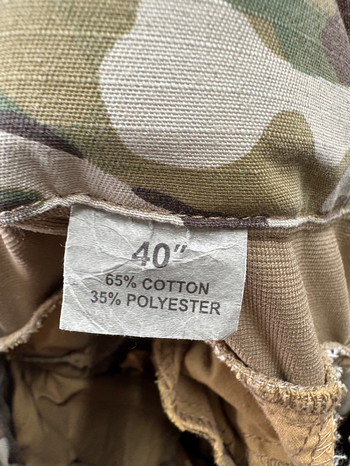 40"
65% COTTON
35% POLYESTER